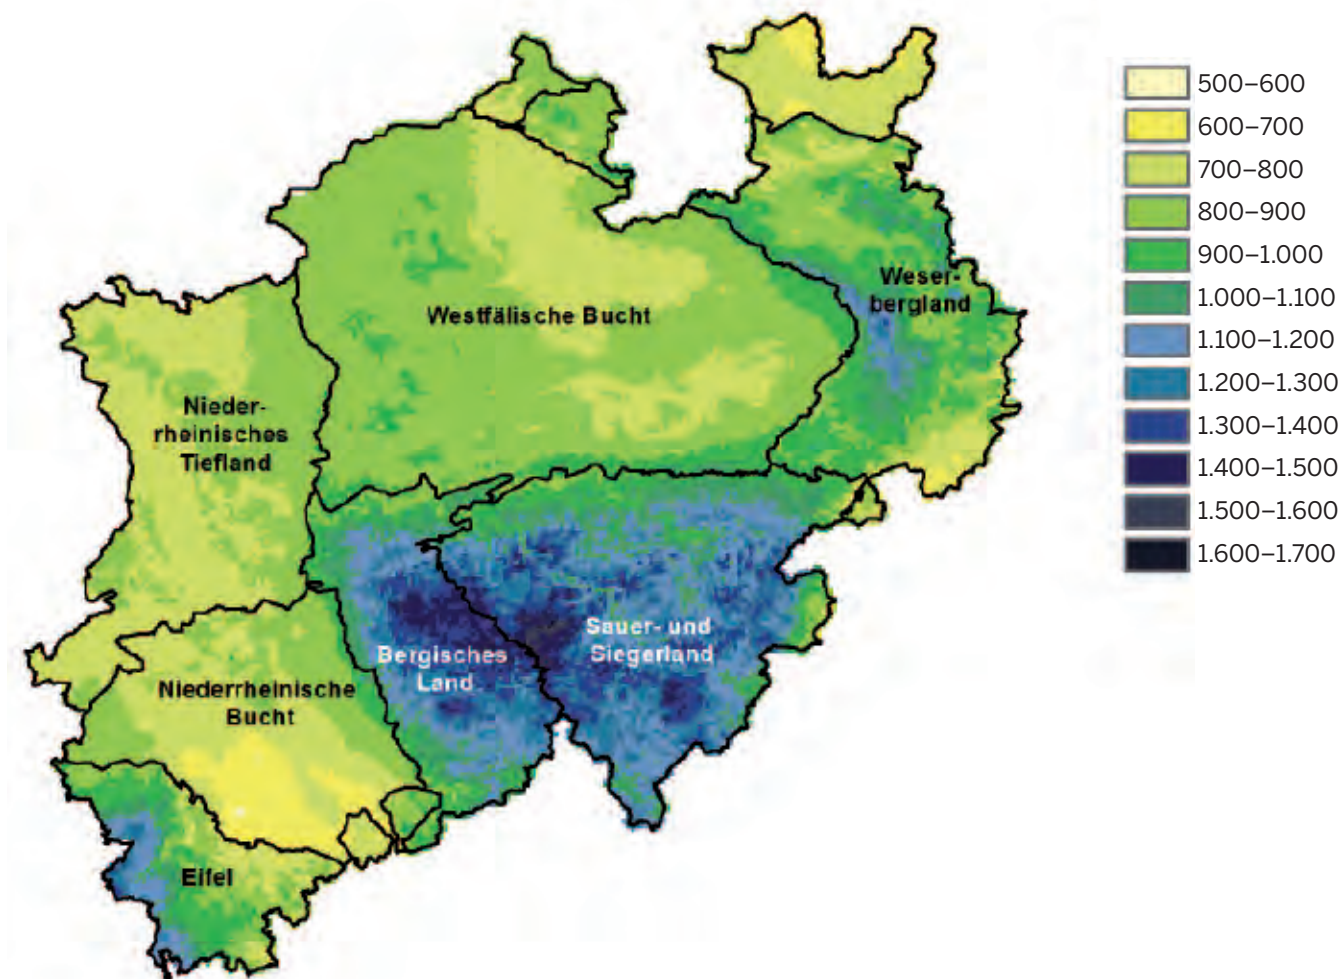 500–600
600–700
700–800
800–900
900–1.000
1.000–1.100
1.100–1.200
1.200–1.300
1.300–1.400
1.400–1.500
1.500–1.600
1.600–1.700
Weser-
bergland
Westfälische Bucht
Nieder-
rheinisches
Tiefland
Sauer- und
Siegerland
Bergisches
Land
Niederrheinische
Bucht
Eifel